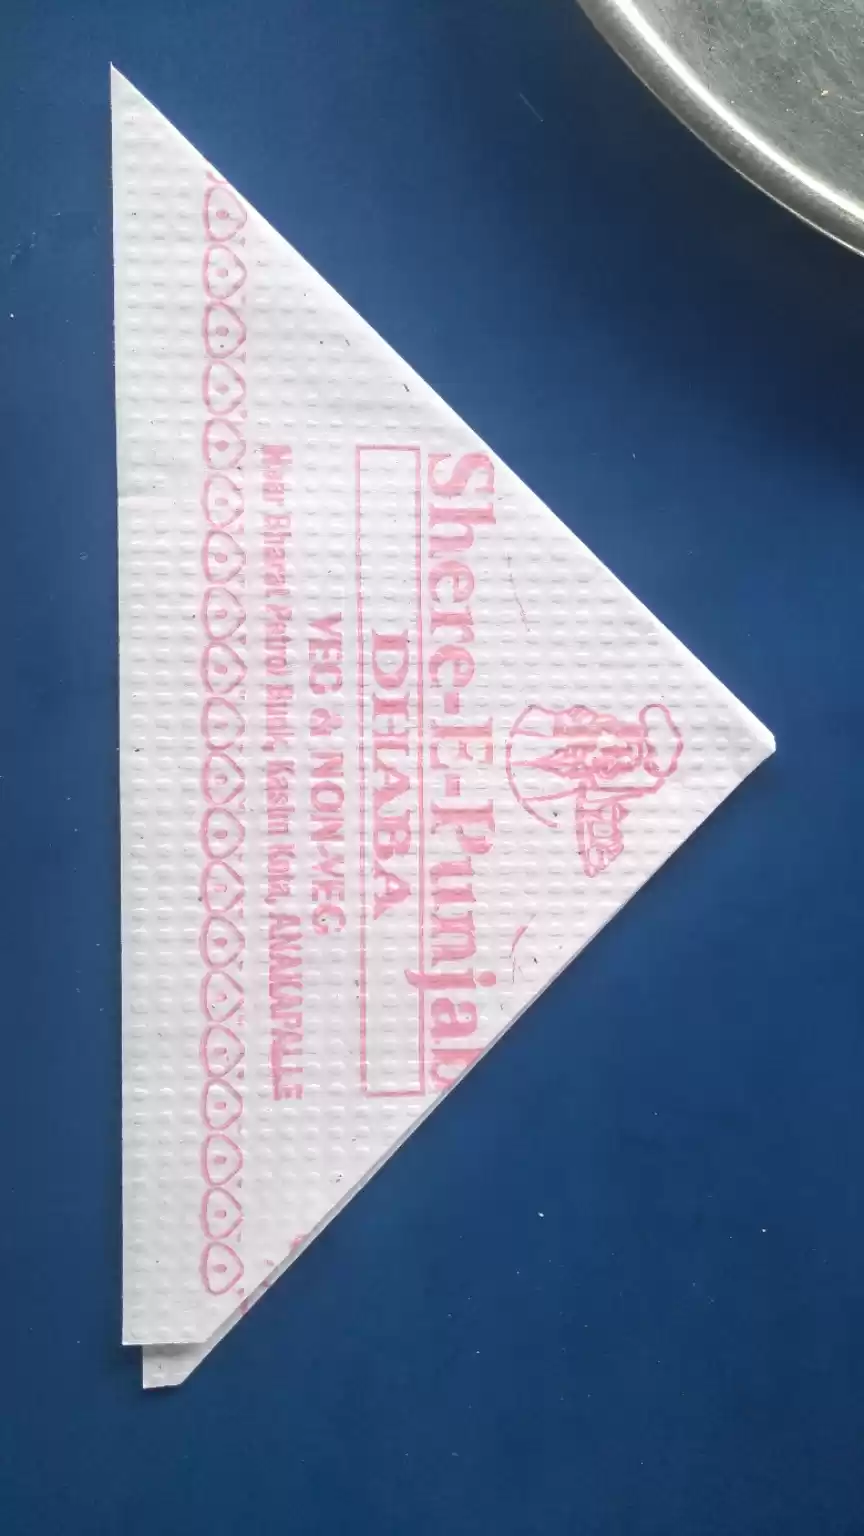 Shere-E-Punjab
DHABA
VEG & NON-VEG
Near Bharat Petrol Bunk, Kasim Kota, ANAKAPALLE